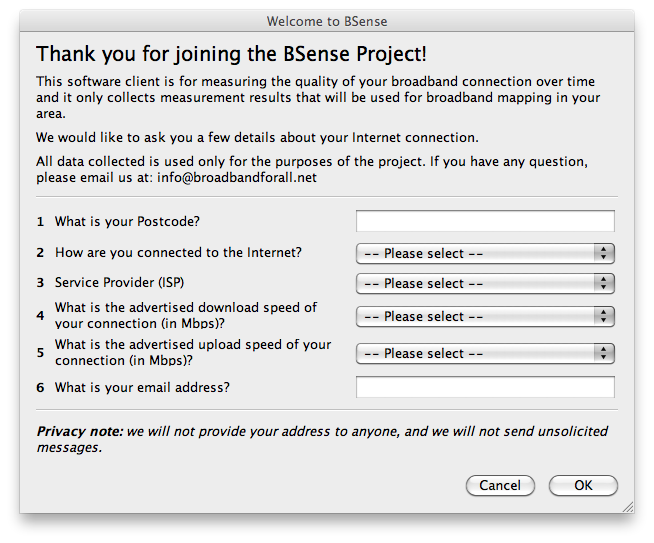 Welcome to BSense
Thank you for joining the BSense Project!
This software client is for measuring the quality of your broadband connection over time
and it only collects measurement results that will be used for broadband mapping in your
area.
We would like to ask you a few details about your Internet connection.
All data collected is used only for the purposes of the project. If you have any question,
please email us at: info@broadbandforall.net
1 What is your Postcode?
2 How are you connected to the Internet? -- Please select --
3 Service Provider (ISP) -- Please select --
4 What is the advertised download speed of
your connection (in Mbps)? -- Please select --
5 What is the advertised upload speed of your
connection (in Mbps)? -- Please select --
6 What is your email address?
Privacy note: we will not provide your address to anyone, and we will not send unsolicited
messages.
Cancel OK